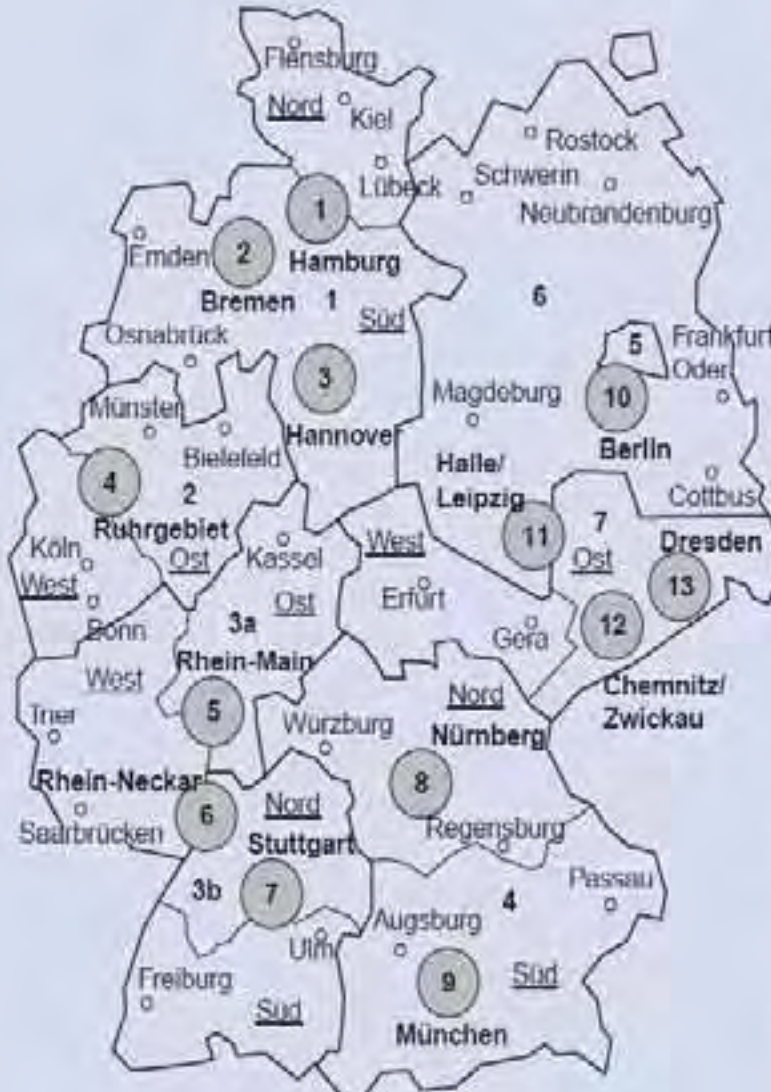 Flensburg
Nord
Kiel
Rostock
Lübeck
Schwerin
Neubrandenburg
1
Emden
2
Hamburg
Bremen
1
6
Süd
Osnabrück
5
Frankfurt
Oder
3
10
Münster
Magdeburg
Hannover
Bielefeld
Berlin
Halle/
Leipzig
4
2
Cottbus
Ruhrgebiet
7
11
West
Dresden
Köln
Ost
Kassel
Ost
West
Erfurt
13
Bonn
Ost
3a
Gera
12
Rhein-Main
West
Nord
Chemnitz/
Zwickau
5
Trier
Würzburg
Nürnberg
Rhein-Neckar
8
Nord
6
Saarbrücken
Stuttgart
Regensburg
3b
7
4
Passau
Augsburg
Ulm
Freiburg
9
Süd
Süd
München